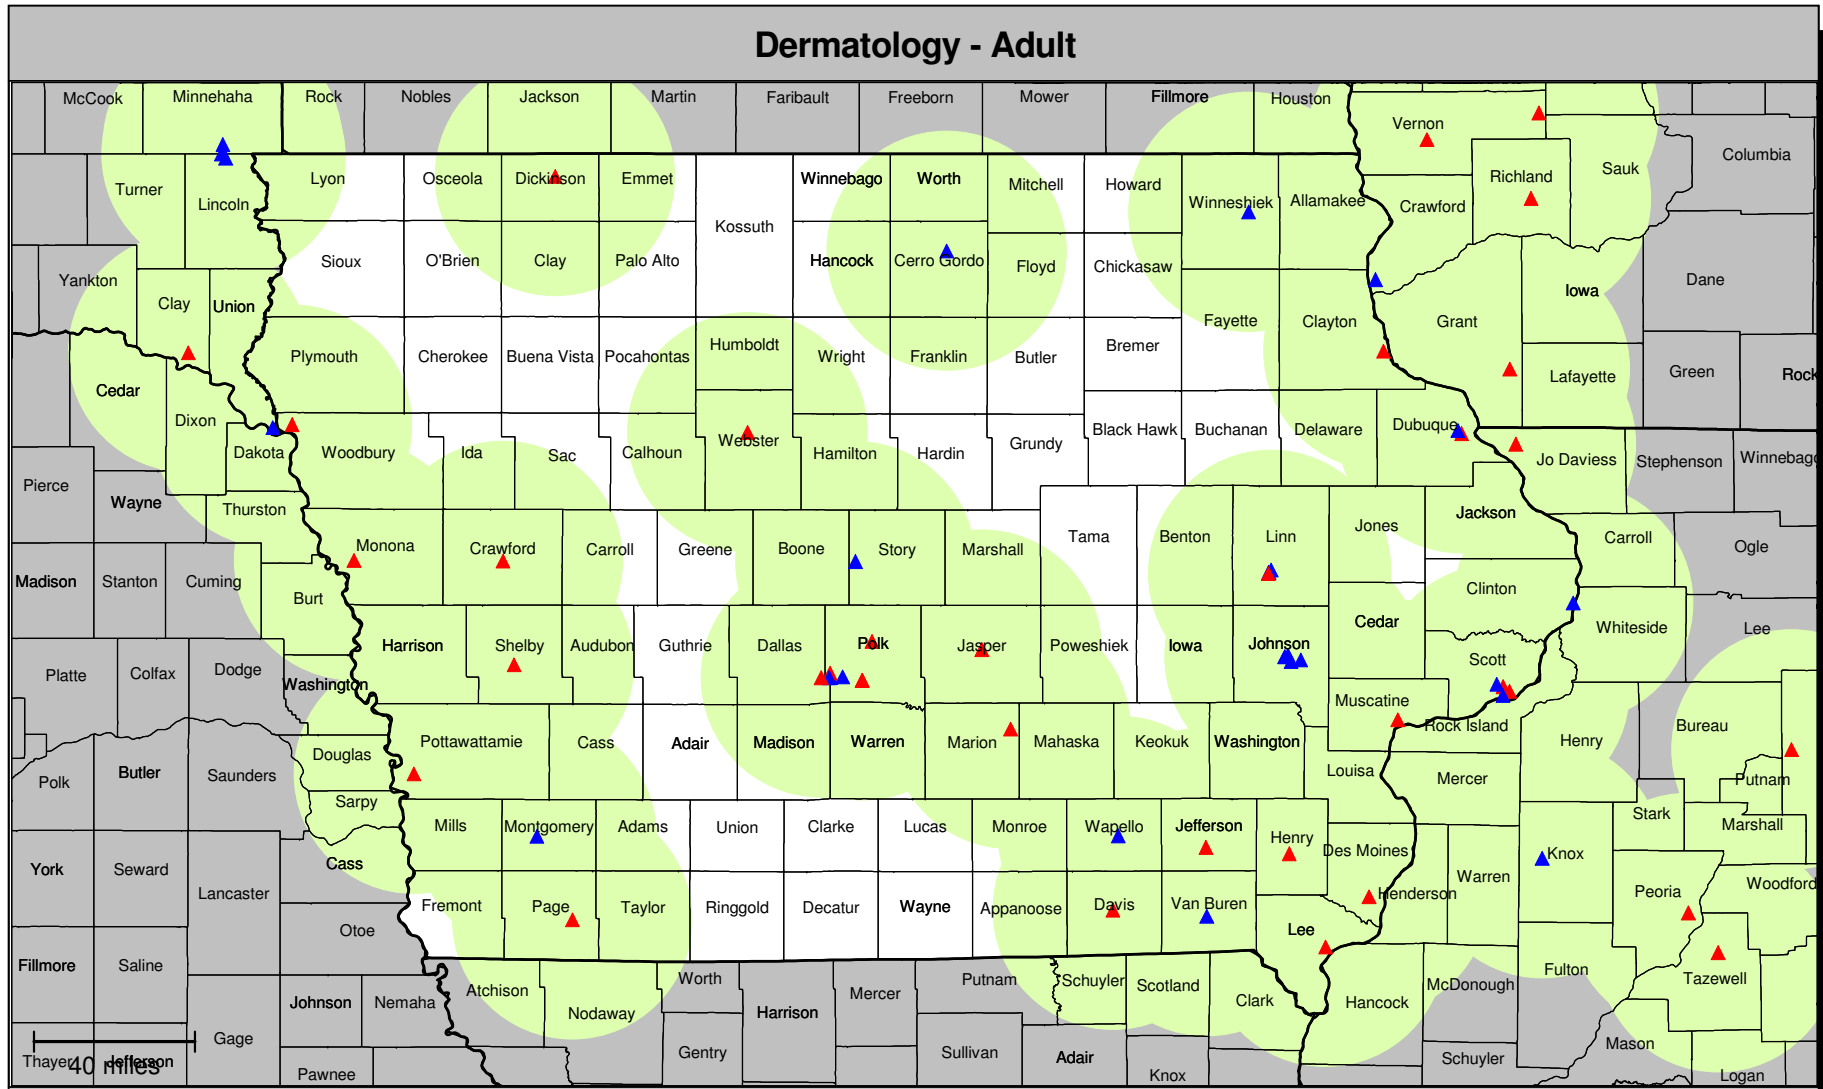 Dermatology - Adult
McCook Minnehaha Rock Nobles Jackson Martin Faribault Freeborn Mower Fillmore Houston
Vernon
Columbia
Turner Lincoln Lyon Osceola Dickinson Emmet Winnebago Worth Mitchell Howard Winneshiek Allamakee Crawford Richland Sauk
Kossuth
Yankton Sioux O'Brien Clay Palo Alto Hancock Cerro Gordo Floyd Chickasaw Dane
Clay Union Iowa
Fayette Clayton Grant
Plymouth Cherokee Buena Vista Pocahontas Humboldt Wright Franklin Butler Bremer
Cedar Lafayette Green Rock
Dixon
Dakota Woodbury Ida Sac Calhoun Webster Hamilton Hardin Grundy Black Hawk Buchanan Delaware Dubuque
Jo Daviess Stephenson Winnebago
Pierce Wayne Thurston
Jackson
Monona Crawford Carroll Greene Boone Story Marshall Tama Benton Linn Jones Carroll Ogle
Madison Stanton Cuming Burt Clinton
Cedar Whiteside Lee
Harrison Shelby Audubon Guthrie Dallas Polk Jasper Poweshiek Iowa Johnson Scott
Platte Colfax Dodge Washington
Muscatine Rock Island Bureau
Pottawattamie Cass Adair Madison Warren Marion Mahaska Keokuk Washington Henry
Douglas Louisa Mercer Putnam
Polk Butler Saunders Sarpy
Mills Montgomery Adams Union Clarke Lucas Monroe Wapello Jefferson Henry Stark Marshall
Cass Des Moines Knox
York Seward Lancaster Henderson Warren Peoria Woodford
Fremont Page Taylor Ringgold Decatur Wayne Appanoose Davis Van Buren Lee
Otoe
Fillmore Saline Fulton
Atchison Worth Mercer Putnam Schuyler Scotland Clark Hancock McDonough Tazewell
Johnson Nemaha Nodaway Harrison
Gage Gentry Sullivan Adair Schuyler Mason
Thayer Jefferson
40 miles
Pawnee Knox Logan